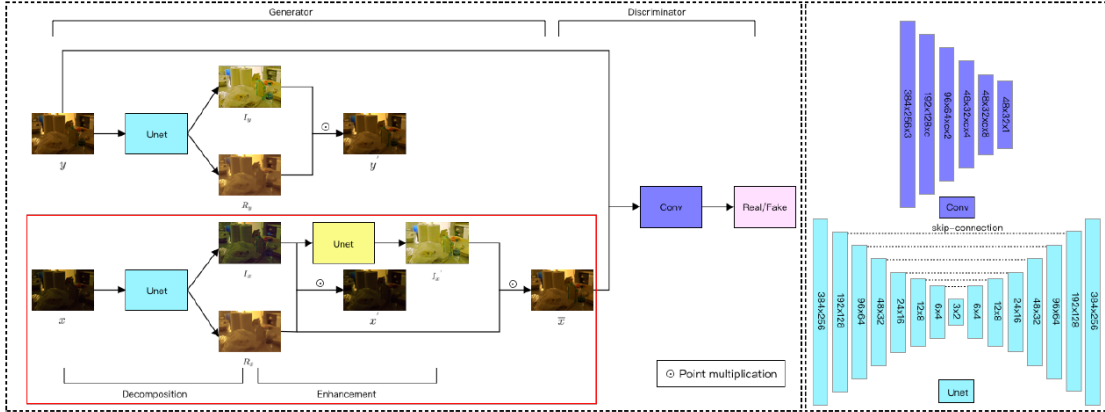 Generator
Discriminator
y
Unet
I_y
R_y
⊙
y'
Conv
Real/Fake
x
Unet
I_x
R_x
Unet
I_x'
⊙
x'
⊙
x̅
Decomposition
Enhancement
⊙ Point multiplication
384x256x3
192x128xc
96x64xcx2
48x32xcx4
48x32xcx8
48x32x1
Conv
skip-connection
384x256
192x128
96x64
48x32
24x16
12x8
6x4
3x2
6x4
12x8
24x16
48x32
96x64
192x128
384x256
Unet